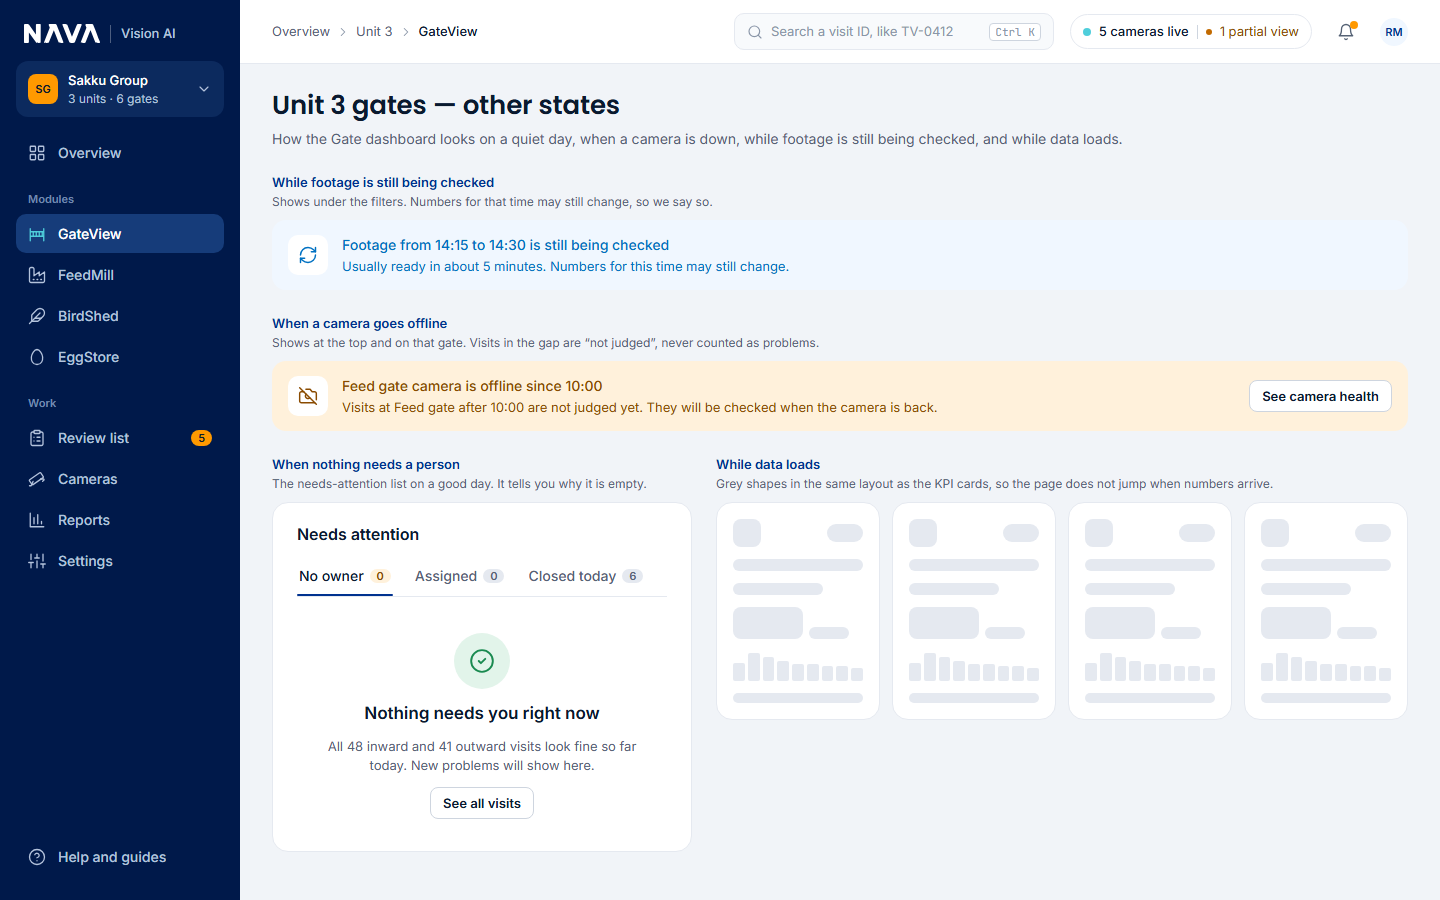 NAVA Vision AI
SG
Sakku Group
3 units · 6 gates
Overview
Modules
GateView
FeedMill
BirdShed
EggStore
Work
Review list 5
Cameras
Reports
Settings
Help and guides
Overview > Unit 3 > GateView
Search a visit ID, like TV-0412 Ctrl K
5 cameras live
1 partial view
RM
Unit 3 gates — other states
How the Gate dashboard looks on a quiet day, when a camera is down, while footage is still being checked, and while data loads.
While footage is still being checked
Shows under the filters. Numbers for that time may still change, so we say so.
Footage from 14:15 to 14:30 is still being checked
Usually ready in about 5 minutes. Numbers for this time may still change.
When a camera goes offline
Shows at the top and on that gate. Visits in the gap are “not judged”, never counted as problems.
Feed gate camera is offline since 10:00
Visits at Feed gate after 10:00 are not judged yet. They will be checked when the camera is back.
See camera health
When nothing needs a person
The needs-attention list on a good day. It tells you why it is empty.
Needs attention
No owner 0 Assigned 0 Closed today 6
Nothing needs you right now
All 48 inward and 41 outward visits look fine so far
today. New problems will show here.
See all visits
While data loads
Grey shapes in the same layout as the KPI cards, so the page does not jump when numbers arrive.